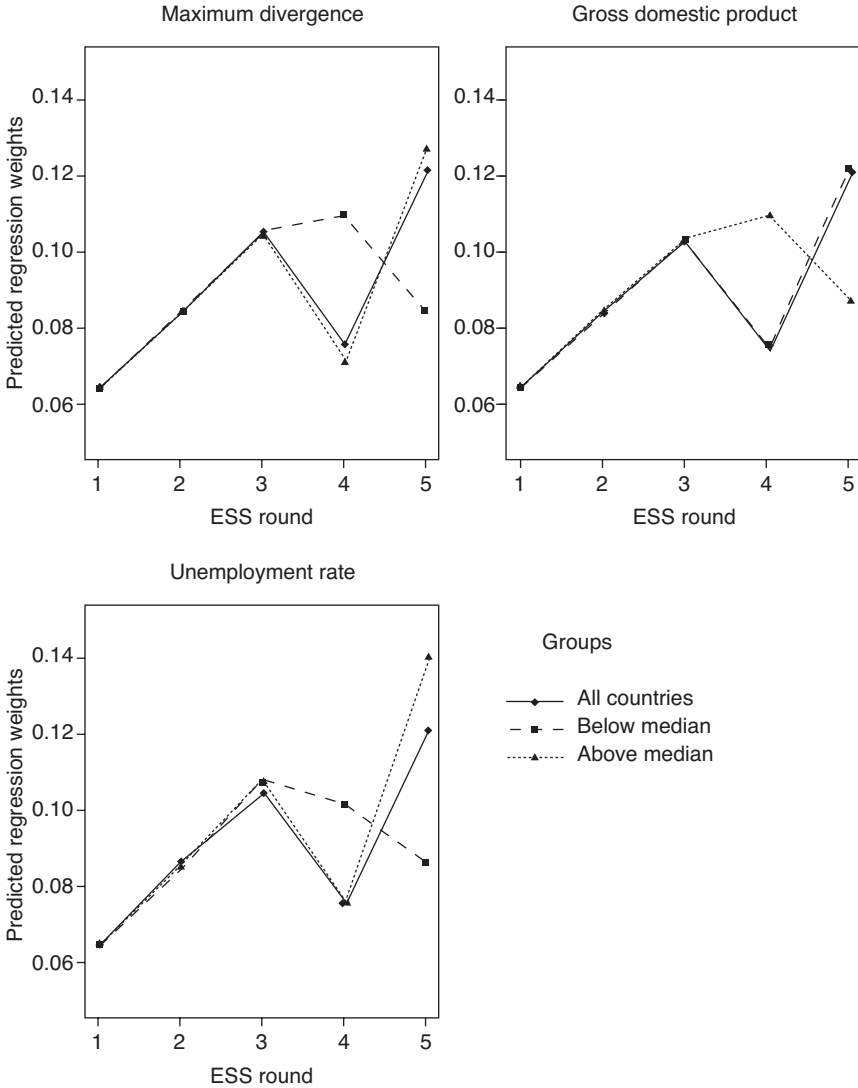 Maximum divergence
Gross domestic product
Predicted regression weights
0.14
0.12
0.10
0.08
0.06
1 2 3 4 5
ESS round
0.14
0.12
0.10
0.08
0.06
1 2 3 4 5
ESS round
Unemployment rate
Predicted regression weights
0.14
0.12
0.10
0.08
0.06
1 2 3 4 5
ESS round
Groups
All countries
Below median
Above median